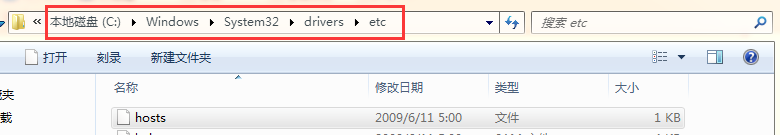 « 本地磁盘 (C:) ▸ Windows ▸ System32 ▸ drivers ▸ etc 搜索 etc
打开 刻录 新建文件夹
名称 修改日期 类型 大小
hosts 2009/6/11 5:00 文件 1 KB